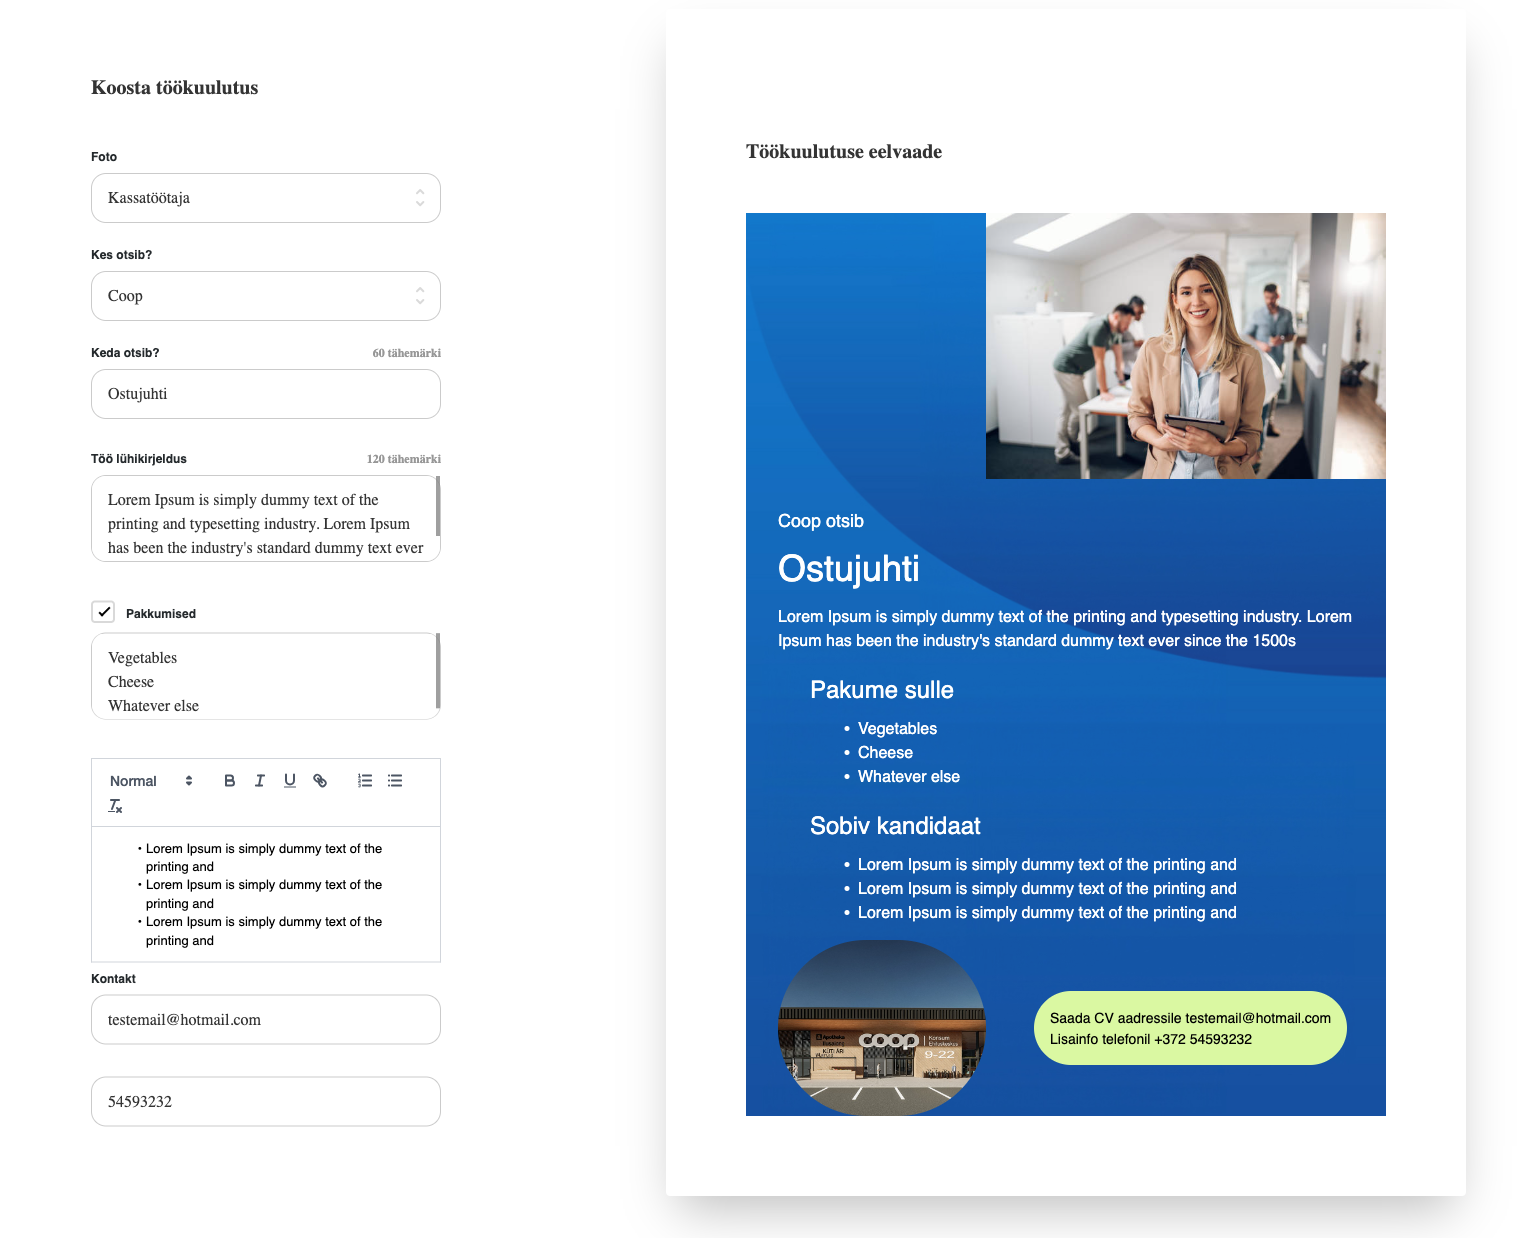 Koosta töökuulutus
Foto
Kassatöötaja
Kes otsib?
Coop
Keda otsib? 60 tähemärki
Ostujuhti
Töö lühikirjeldus 120 tähemärki
Lorem Ipsum is simply dummy text of the
printing and typesetting industry. Lorem Ipsum
has been the industry's standard dummy text ever
Pakkumised
Vegetables
Cheese
Whatever else
Normal
• Lorem Ipsum is simply dummy text of the
printing and
• Lorem Ipsum is simply dummy text of the
printing and
• Lorem Ipsum is simply dummy text of the
printing and
Kontakt
testemail@hotmail.com
54593232
Töökuulutuse eelvaade
Coop otsib
Ostujuhti
Lorem Ipsum is simply dummy text of the printing and typesetting industry. Lorem
Ipsum has been the industry's standard dummy text ever since the 1500s
Pakume sulle
• Vegetables
• Cheese
• Whatever else
Sobiv kandidaat
• Lorem Ipsum is simply dummy text of the printing and
• Lorem Ipsum is simply dummy text of the printing and
• Lorem Ipsum is simply dummy text of the printing and
coop
9-22
Saada CV aadressile testemail@hotmail.com
Lisainfo telefonil +372 54593232